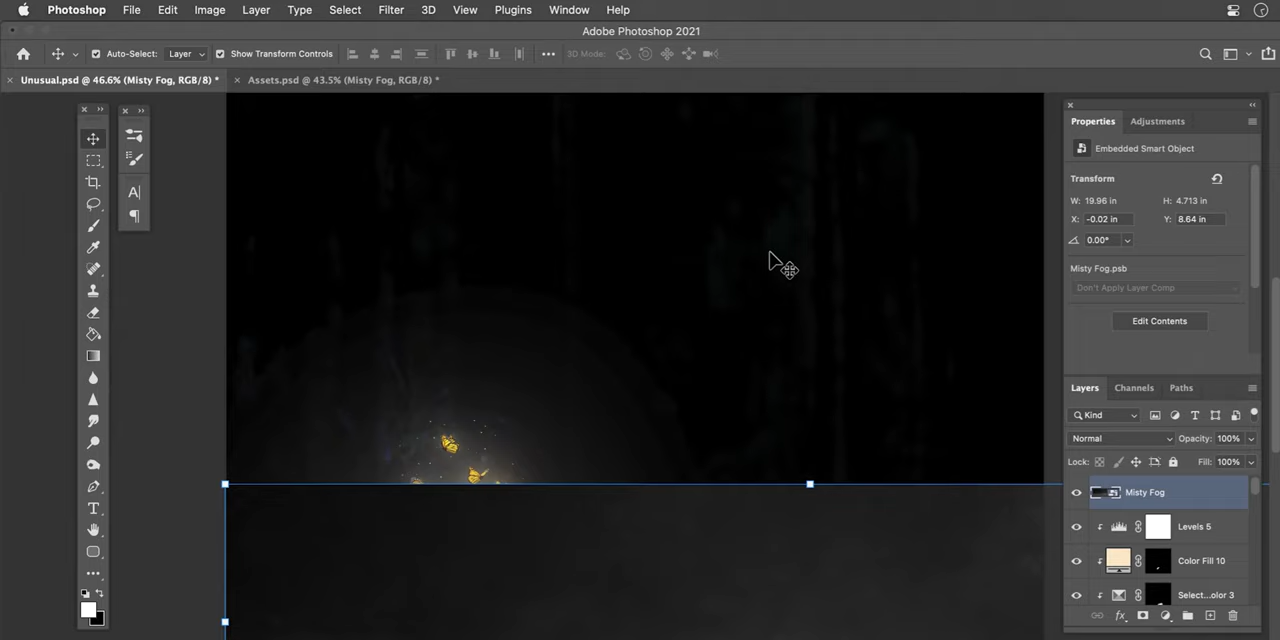 Photoshop File Edit Image Layer Type Select Filter 3D View Plugins Window Help
Adobe Photoshop 2021
Auto-Select: Layer Show Transform Controls 3D Mode:
Unusual.psd @ 46.6% (Misty Fog, RGB/8) * Assets.psd @ 43.5% (Misty Fog, RGB/8) *
Properties Adjustments
Embedded Smart Object
Transform
W: 19.96 in H: 4.713 in
X: -0.02 in Y: 8.64 in
0.00°
Misty Fog.psb
Don't Apply Layer Comp
Edit Contents
Layers Channels Paths
Kind
Normal Opacity: 100%
Lock: Fill: 100%
Misty Fog
Levels 5
Color Fill 10
Select...olor 3